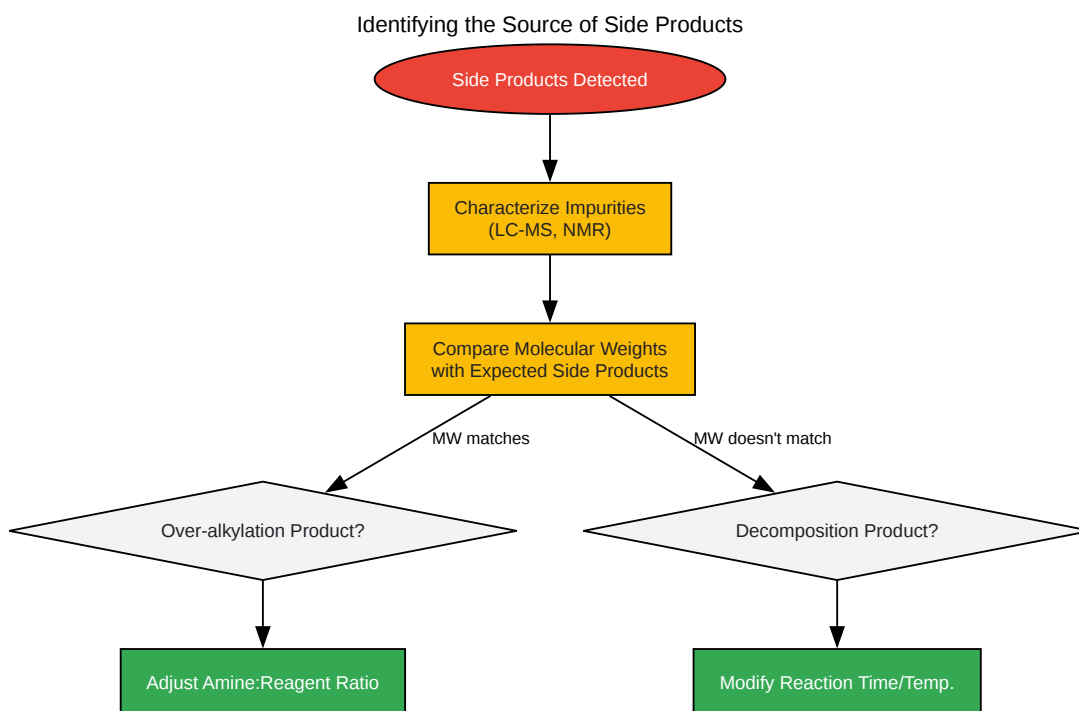 Identifying the Source of Side Products
Side Products Detected
Characterize Impurities
(LC-MS, NMR)
Compare Molecular Weights
with Expected Side Products
MW matches
MW doesn't match
Over-alkylation Product?
Decomposition Product?
Adjust Amine:Reagent Ratio
Modify Reaction Time/Temp.